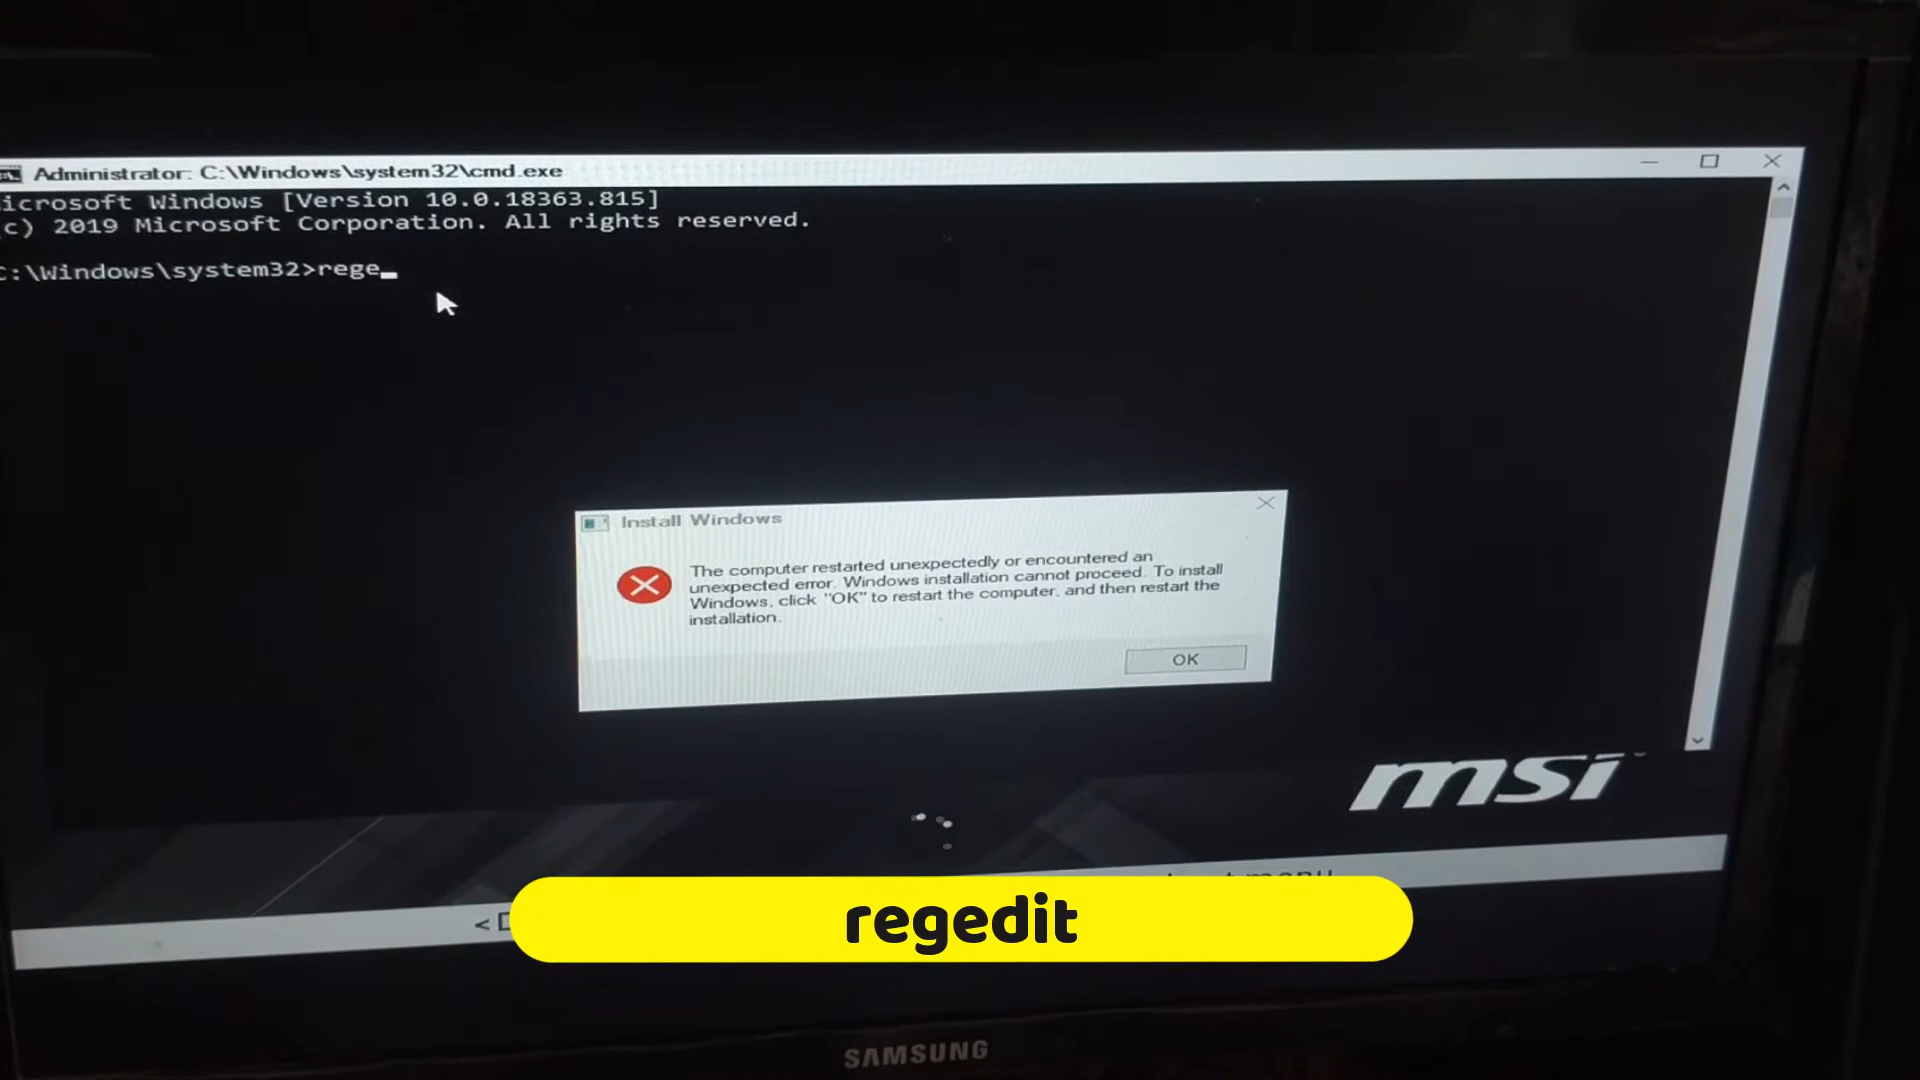 Administrator: C:\Windows\system32\cmd.exe
icrosoft Windows [Version 10.0.18363.815]
c) 2019 Microsoft Corporation. All rights reserved.
C:\Windows\system32>rege_
Install Windows
The computer restarted unexpectedly or encountered an
unexpected error. Windows installation cannot proceed. To install
Windows, click "OK" to restart the computer, and then restart the
installation.
OK
msi
menu
<D
regedit
SAMSUNG